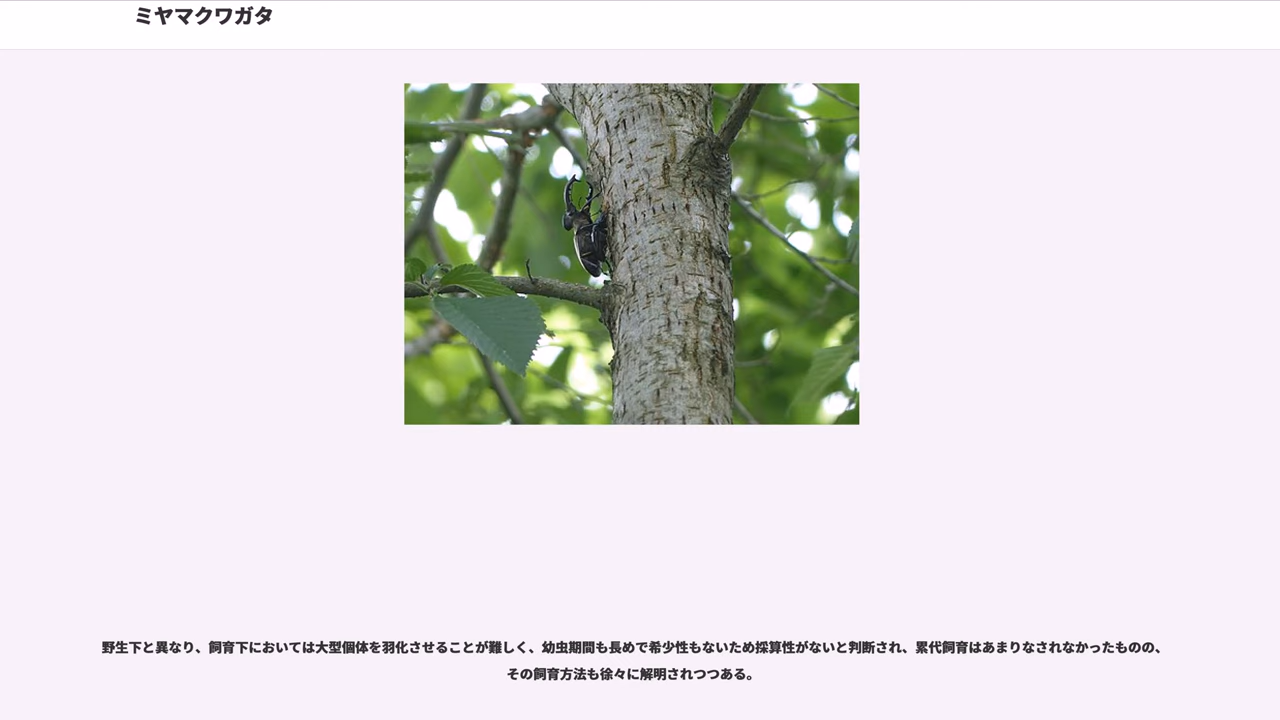 ミヤマクワガタ
野生下と異なり、飼育下においては大型個体を羽化させることが難しく、幼虫期間も長めで希少性もないため採算性がないと判断され、累代飼育はあまりなされなかったものの、
その飼育方法も徐々に解明されつつある。